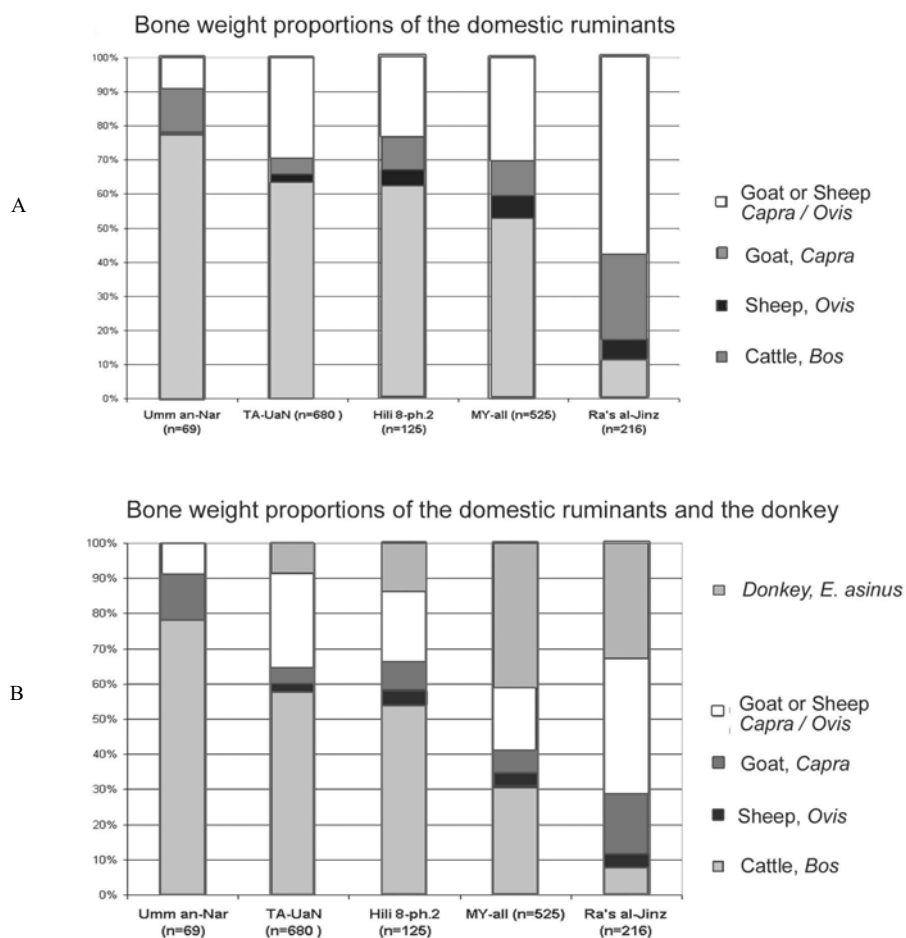 Bone weight proportions of the domestic ruminants
A
100%
90%
80%
70%
60%
50%
40%
30%
20%
10%
0%
Umm an-Nar
(n=69)
TA-UaN (n=680 )
Hili 8-ph.2
(n=125)
MY-all (n=525)
Ra's al-Jinz
(n=216)
Goat or Sheep
Capra / Ovis
Goat, Capra
Sheep, Ovis
Cattle, Bos
Bone weight proportions of the domestic ruminants and the donkey
B
100%
90%
80%
70%
60%
50%
40%
30%
20%
10%
0%
Umm an-Nar
(n=69)
TA-UaN
(n=680 )
Hili 8-ph.2
(n=125)
MY-all (n=525)
Ra's al-Jinz
(n=216)
Donkey, E. asinus
Goat or Sheep
Capra / Ovis
Goat, Capra
Sheep, Ovis
Cattle, Bos